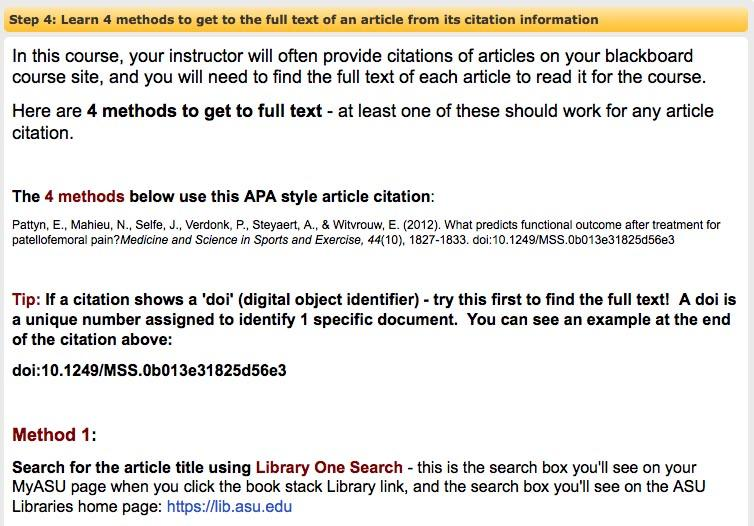 Step 4: Learn 4 methods to get to the full text of an article from its citation information
In this course, your instructor will often provide citations of articles on your blackboard
course site, and you will need to find the full text of each article to read it for the course.
Here are 4 methods to get to full text - at least one of these should work for any article
citation.
The 4 methods below use this APA style article citation:
Pattyn, E., Mahieu, N., Selfe, J., Verdonk, P., Steyaert, A., & Witvrouw, E. (2012). What predicts functional outcome after treatment for
patellofemoral pain?Medicine and Science in Sports and Exercise, 44(10), 1827-1833. doi:10.1249/MSS.0b013e31825d56e3
Tip: If a citation shows a 'doi' (digital object identifier) - try this first to find the full text!  A doi is
a unique number assigned to identify 1 specific document.  You can see an example at the end
of the citation above:
doi:10.1249/MSS.0b013e31825d56e3
Method 1:
Search for the article title using Library One Search - this is the search box you'll see on your
MyASU page when you click the book stack Library link, and the search box you'll see on the ASU
Libraries home page: https://lib.asu.edu